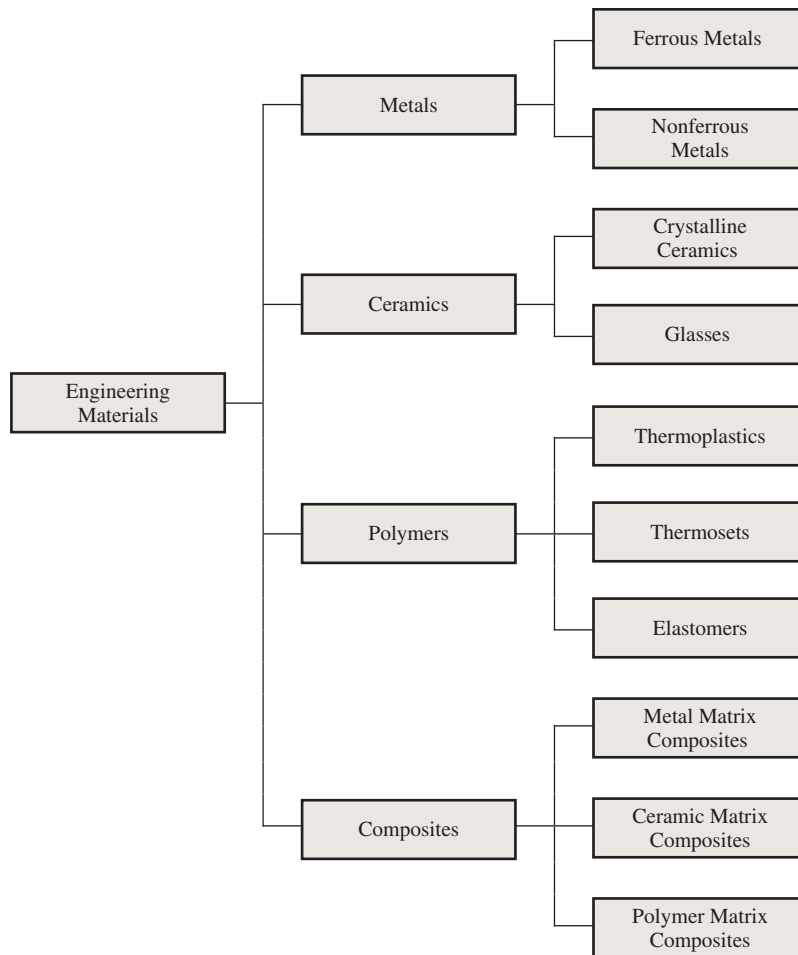 Ferrous Metals
Metals
Nonferrous
Metals
Crystalline
Ceramics
Ceramics
Glasses
Engineering
Materials
Thermoplastics
Polymers
Thermosets
Elastomers
Metal Matrix
Composites
Composites
Ceramic Matrix
Composites
Polymer Matrix
Composites